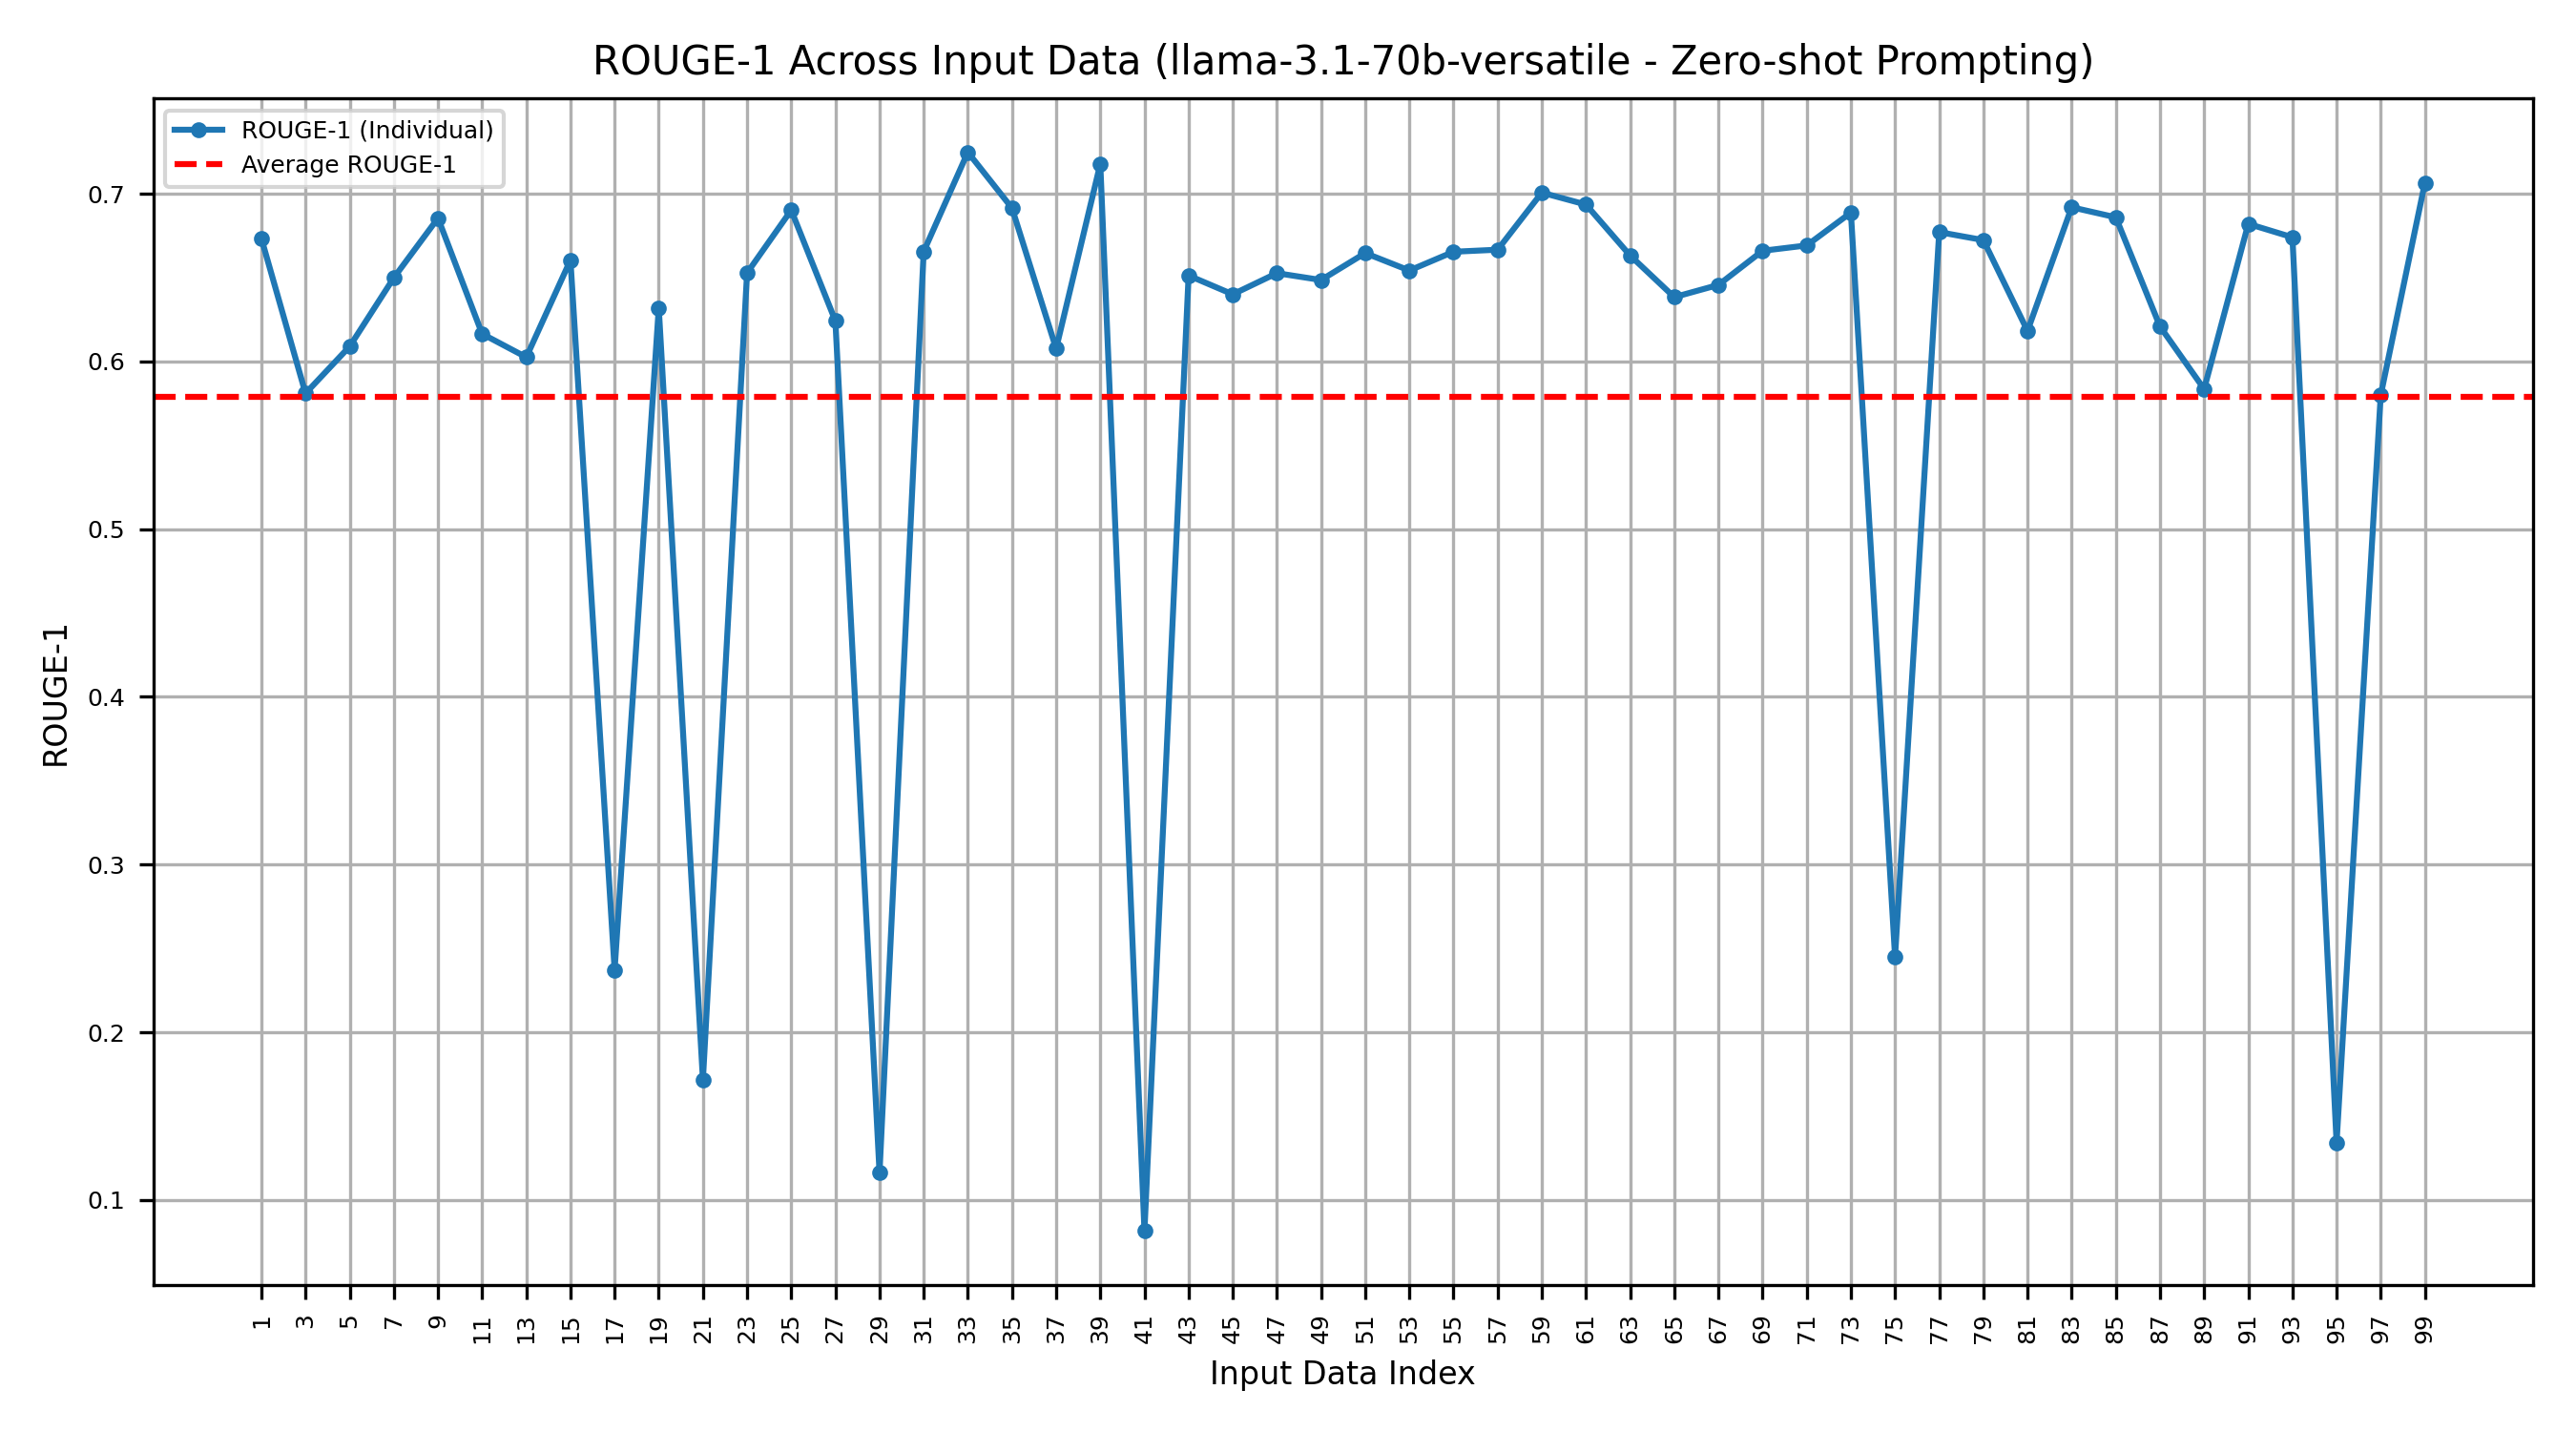 ROUGE-1 Across Input Data (llama-3.1-70b-versatile - Zero-shot Prompting)
ROUGE-1 (Individual)
Average ROUGE-1
0.7
0.6
0.5
0.4
0.3
0.2
0.1
ROUGE-1
1 3 5 7 9 11 13 15 17 19 21 23 25 27 29 31 33 35 37 39 41 43 45 47 49 51 53 55 57 59 61 63 65 67 69 71 73 75 77 79 81 83 85 87 89 91 93 95 97 99
Input Data Index